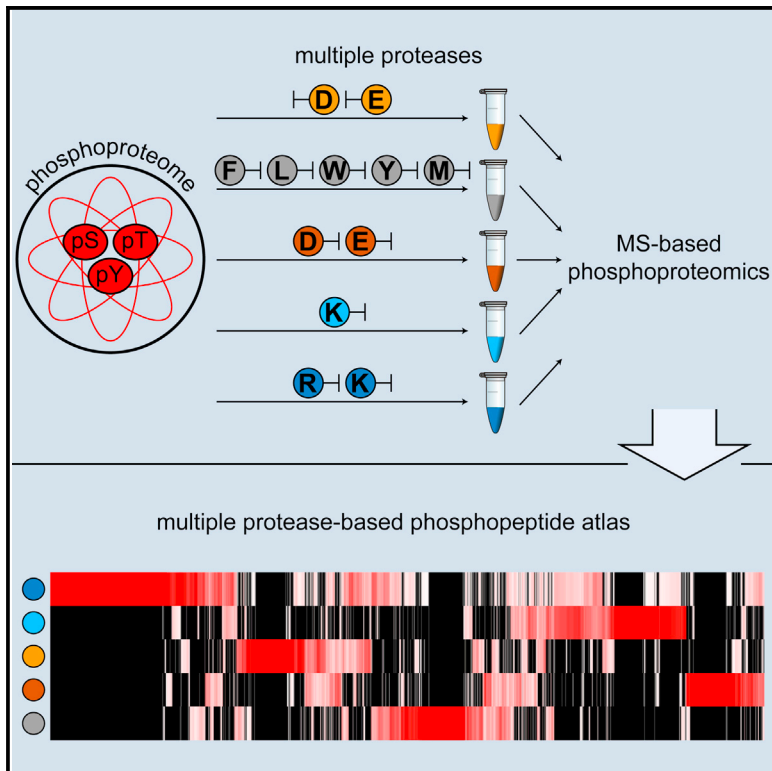 multiple proteases
D E
F L W Y M
phosphoproteome
pS pT
pY
D E
K
R K
MS-based
phosphoproteomics
multiple protease-based phosphopeptide atlas